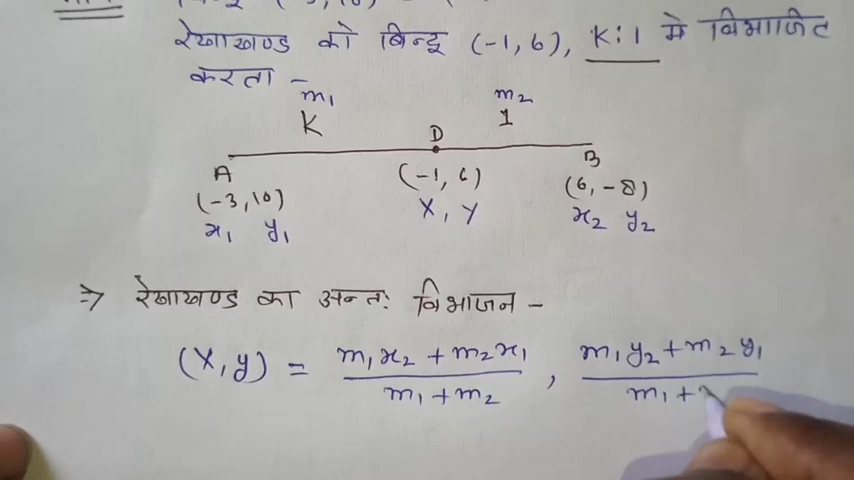 रेखाखण्ड को बिन्दू (-1, 6), K:1 मे विभाजित
करता -
m₁ m₂
K 1
A D B
(-3, 10) (-1, 6) (6, -8)
x₁ y₁ X, Y x₂ y₂
⇒ रेखाखण्ड का अन्तः विभाजन -
(X, y) = m₁x₂ + m₂x₁ / m₁ + m₂ , m₁y₂ + m₂y₁ / m₁ +